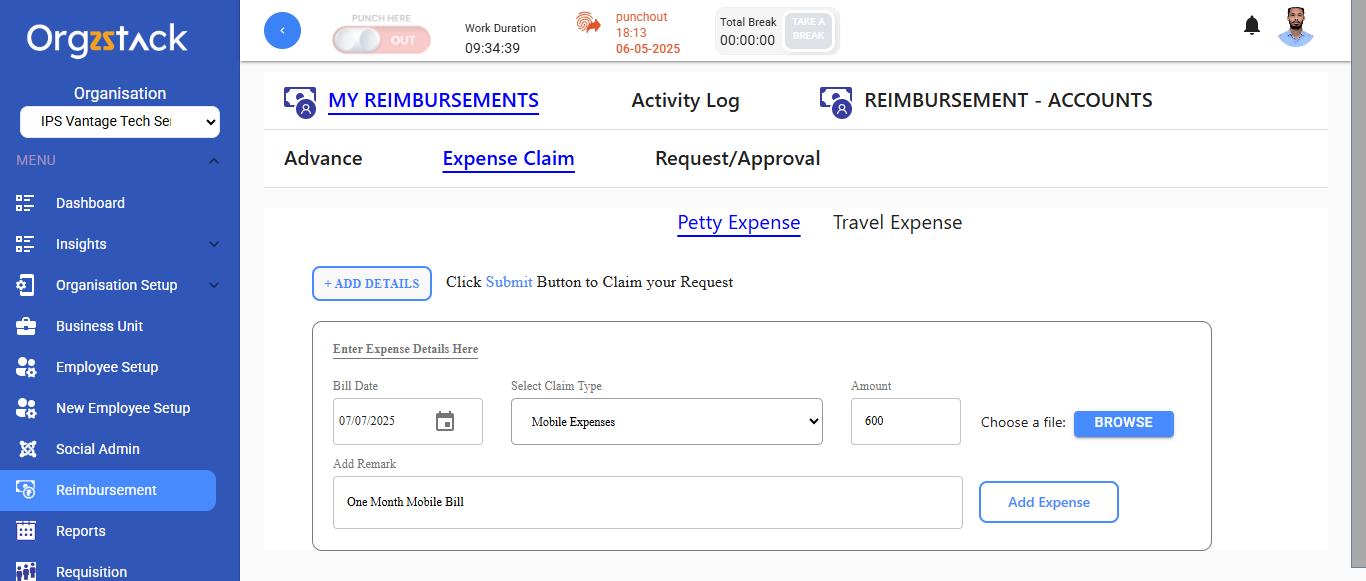 Orgzstack
Organisation
IPS Vantage Tech Ser
MENU
Dashboard
Insights
Organisation Setup
Business Unit
Employee Setup
New Employee Setup
Social Admin
Reimbursement
Reports
Requisition
PUNCH HERE
OUT
Work Duration
09:34:39
punchout
18:13
06-05-2025
Total Break
00:00:00
TAKE A
BREAK
MY REIMBURSEMENTS
Activity Log
REIMBURSEMENT - ACCOUNTS
Advance
Expense Claim
Request/Approval
Petty Expense
Travel Expense
+ ADD DETAILS
Click Submit Button to Claim your Request
Enter Expense Details Here
Bill Date
Select Claim Type
Amount
07/07/2025
Mobile Expenses
600
Choose a file:
BROWSE
Add Remark
One Month Mobile Bill
Add Expense